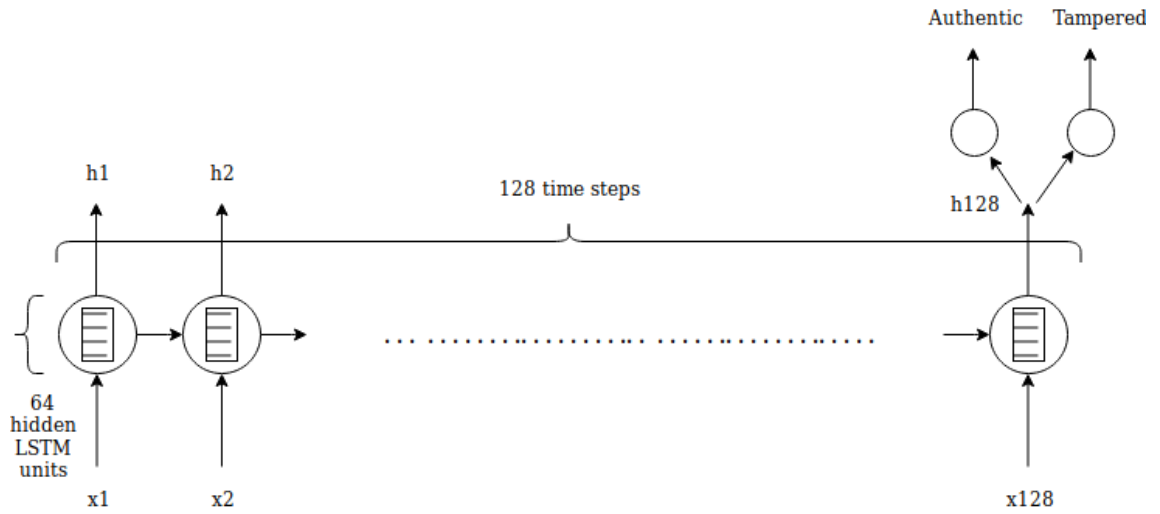 Authentic Tampered
h1
h2
128 time steps
h128
64
hidden
LSTM
units
x1
x2
x128